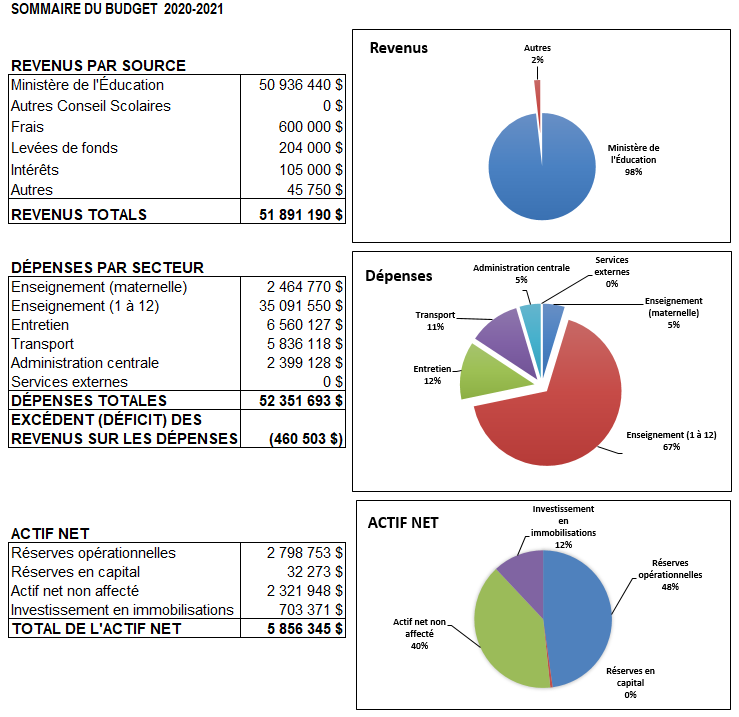 SOMMAIRE DU BUDGET 2020-2021
REVENUS PAR SOURCE
Ministère de l'Éducation 50 936 440 $
Autres Conseil Scolaires 0 $
Frais 600 000 $
Levées de fonds 204 000 $
Intérêts 105 000 $
Autres 45 750 $
REVENUS TOTALS 51 891 190 $
Revenus
Autres
2%
Ministère de
l'Éducation
98%
DÉPENSES PAR SECTEUR
Enseignement (maternelle) 2 464 770 $
Enseignement (1 à 12) 35 091 550 $
Entretien 6 560 127 $
Transport 5 836 118 $
Administration centrale 2 399 128 $
Services externes 0 $
DÉPENSES TOTALES 52 351 693 $
EXCÉDENT (DÉFICIT) DES
REVENUS SUR LES DÉPENSES (460 503 $)
Dépenses
Administration centrale
5%
Services
externes
0%
Enseignement
(maternelle)
5%
Transport
11%
Entretien
12%
Enseignement (1 à 12)
67%
ACTIF NET
Réserves opérationnelles 2 798 753 $
Réserves en capital 32 273 $
Actif net non affecté 2 321 948 $
Investissement en immobilisations 703 371 $
TOTAL DE L'ACTIF NET 5 856 345 $
ACTIF NET
Investissement
en
immobilisations
12%
Réserves
opérationnelles
48%
Actif net non
affecté
40%
Réserves en
capital
0%